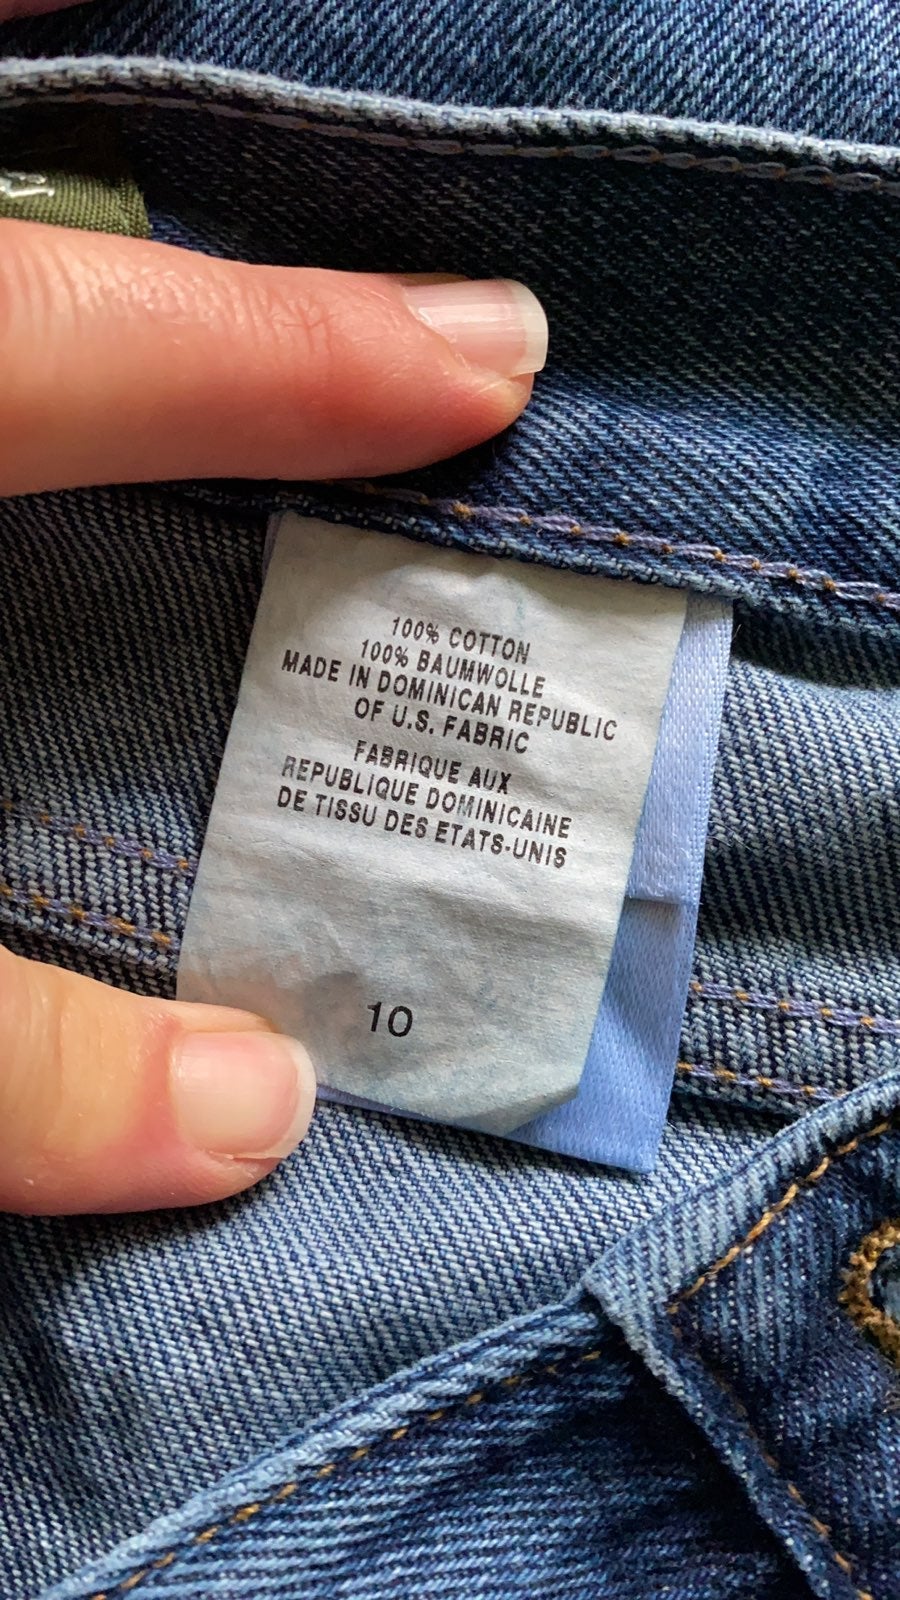 100% COTTON
100% BAUMWOLLE
MADE IN DOMINICAN REPUBLIC
OF U.S. FABRIC
FABRIQUE AUX
REPUBLIQUE DOMINICAINE
DE TISSU DES ETATS-UNIS
10